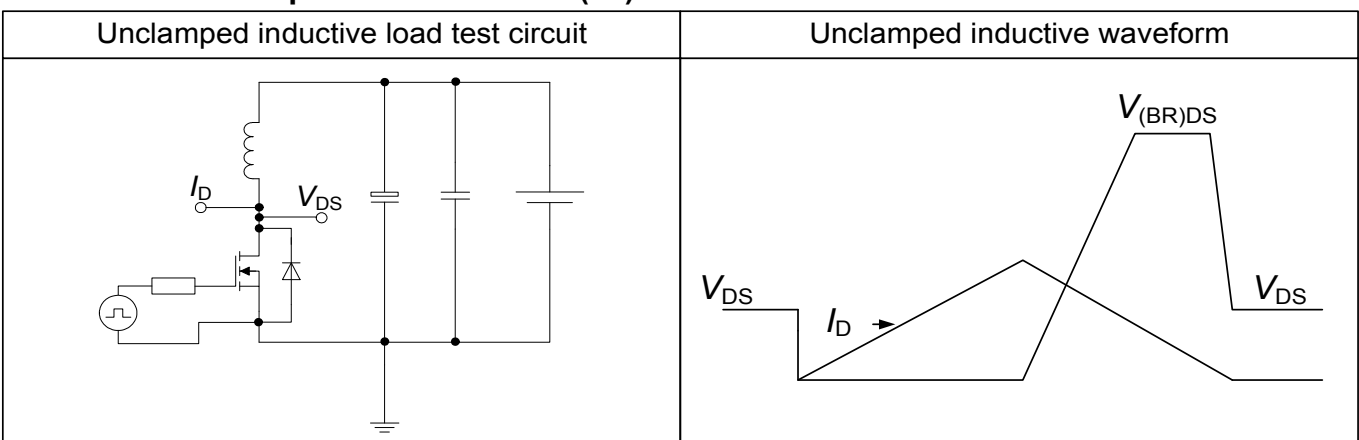 Unclamped inductive load test circuit
Unclamped inductive waveform
I_D
V_DS
V_(BR)DS
V_DS
I_D
V_DS